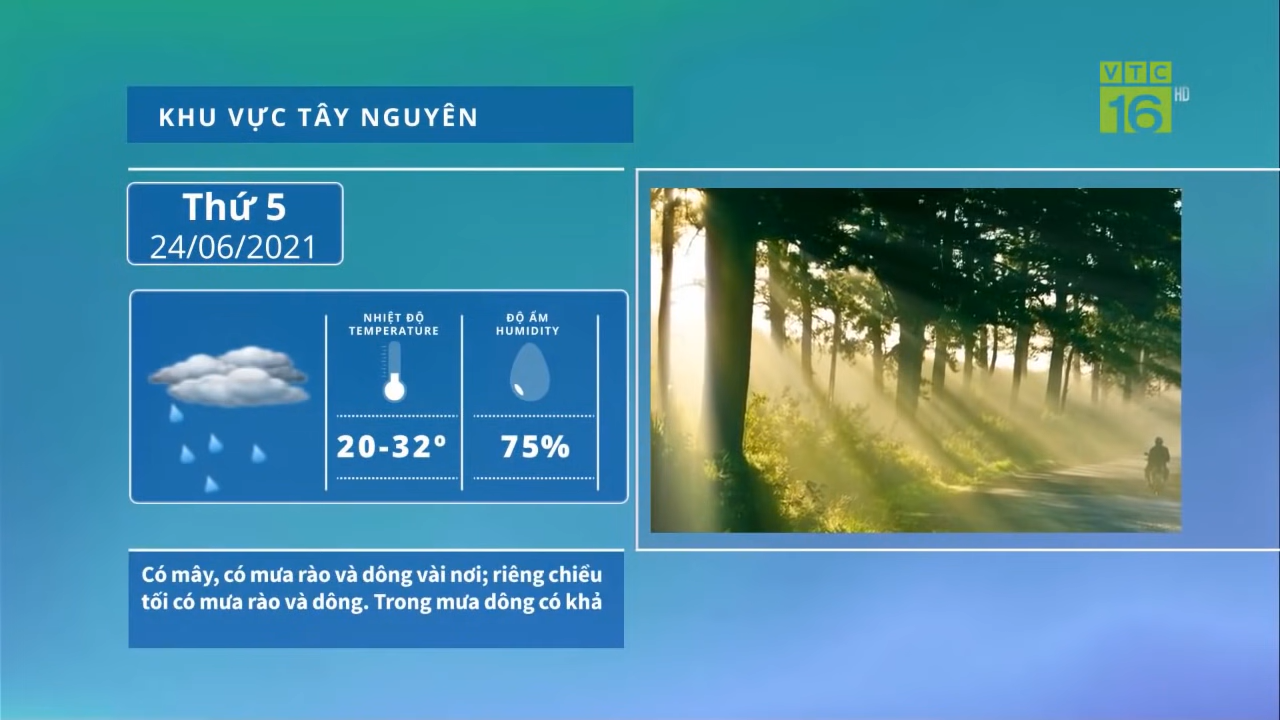 KHU VỰC TÂY NGUYÊN
VTC
16 HD
Thứ 5
24/06/2021
NHIỆT ĐỘ
TEMPERATURE
20-32º
ĐỘ ẨM
HUMIDITY
75%
Có mây, có mưa rào và dông vài nơi; riêng chiều
tối có mưa rào và dông. Trong mưa dông có khả